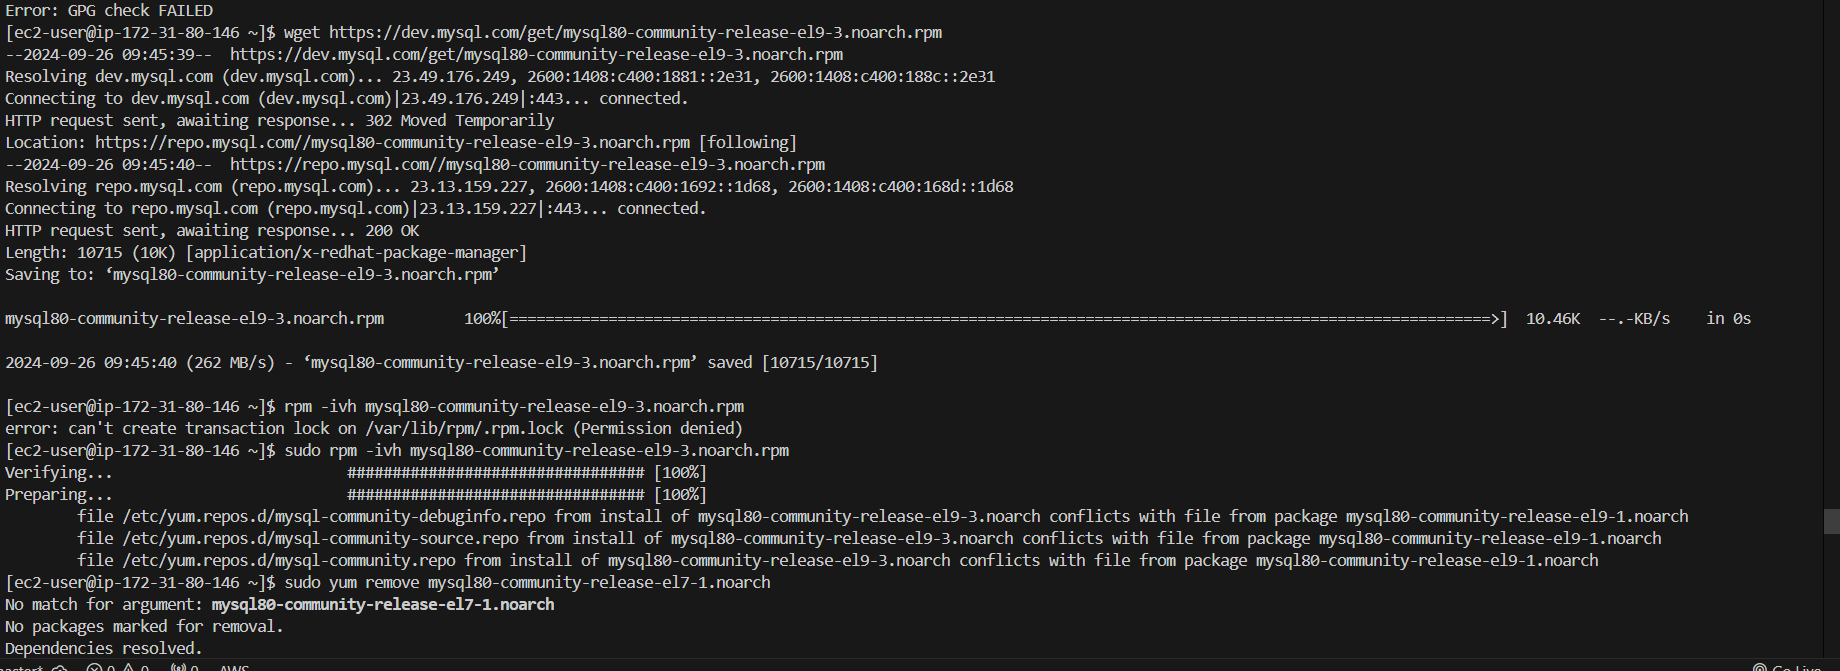 Error: GPG check FAILED
[ec2-user@ip-172-31-80-146 ~]$ wget https://dev.mysql.com/get/mysql80-community-release-el9-3.noarch.rpm
--2024-09-26 09:45:39--  https://dev.mysql.com/get/mysql80-community-release-el9-3.noarch.rpm
Resolving dev.mysql.com (dev.mysql.com)... 23.49.176.249, 2600:1408:c400:1881::2e31, 2600:1408:c400:188c::2e31
Connecting to dev.mysql.com (dev.mysql.com)|23.49.176.249|:443... connected.
HTTP request sent, awaiting response... 302 Moved Temporarily
Location: https://repo.mysql.com//mysql80-community-release-el9-3.noarch.rpm [following]
--2024-09-26 09:45:40--  https://repo.mysql.com//mysql80-community-release-el9-3.noarch.rpm
Resolving repo.mysql.com (repo.mysql.com)... 23.13.159.227, 2600:1408:c400:1692::1d68, 2600:1408:c400:168d::1d68
Connecting to repo.mysql.com (repo.mysql.com)|23.13.159.227|:443... connected.
HTTP request sent, awaiting response... 200 OK
Length: 10715 (10K) [application/x-redhat-package-manager]
Saving to: ‘mysql80-community-release-el9-3.noarch.rpm’
mysql80-community-release-el9-3.noarch.rpm 100%[=============================================================================================================>] 10.46K --.-KB/s in 0s
2024-09-26 09:45:40 (262 MB/s) - ‘mysql80-community-release-el9-3.noarch.rpm’ saved [10715/10715]
[ec2-user@ip-172-31-80-146 ~]$ rpm -ivh mysql80-community-release-el9-3.noarch.rpm
error: can't create transaction lock on /var/lib/rpm/.rpm.lock (Permission denied)
[ec2-user@ip-172-31-80-146 ~]$ sudo rpm -ivh mysql80-community-release-el9-3.noarch.rpm
Verifying... ################################# [100%]
Preparing... ################################# [100%]
file /etc/yum.repos.d/mysql-community-debuginfo.repo from install of mysql80-community-release-el9-3.noarch conflicts with file from package mysql80-community-release-el9-1.noarch
file /etc/yum.repos.d/mysql-community-source.repo from install of mysql80-community-release-el9-3.noarch conflicts with file from package mysql80-community-release-el9-1.noarch
file /etc/yum.repos.d/mysql-community.repo from install of mysql80-community-release-el9-3.noarch conflicts with file from package mysql80-community-release-el9-1.noarch
[ec2-user@ip-172-31-80-146 ~]$ sudo yum remove mysql80-community-release-el7-1.noarch
No match for argument: mysql80-community-release-el7-1.noarch
No packages marked for removal.
Dependencies resolved.